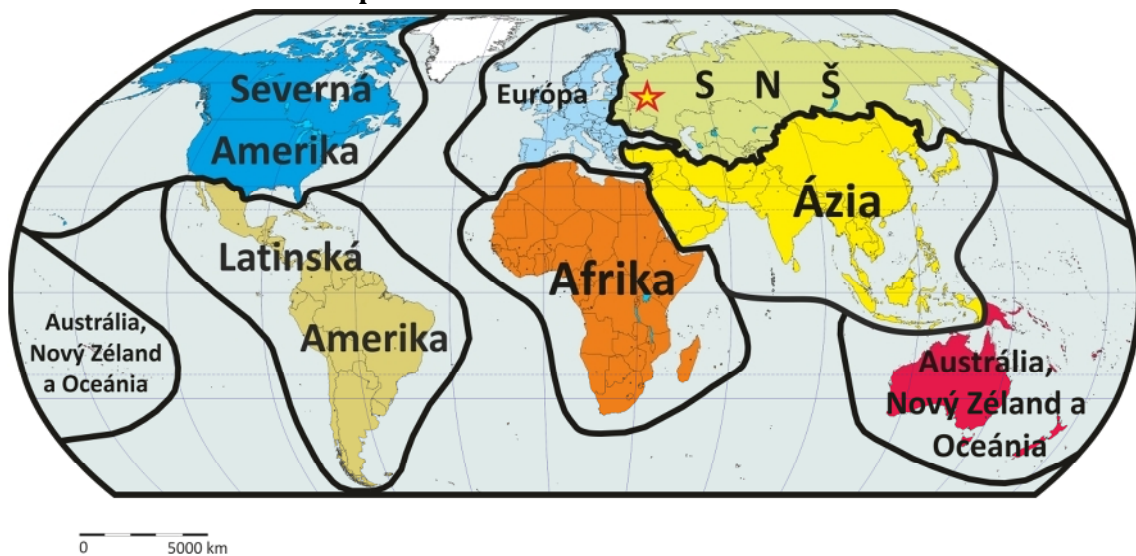 Severná
Amerika
Európa
S N Š
Ázia
Latinská
Amerika
Afrika
Austrália,
Nový Zéland
a Oceánia
Austrália,
Nový Zéland a
Oceánia
0 5000 km